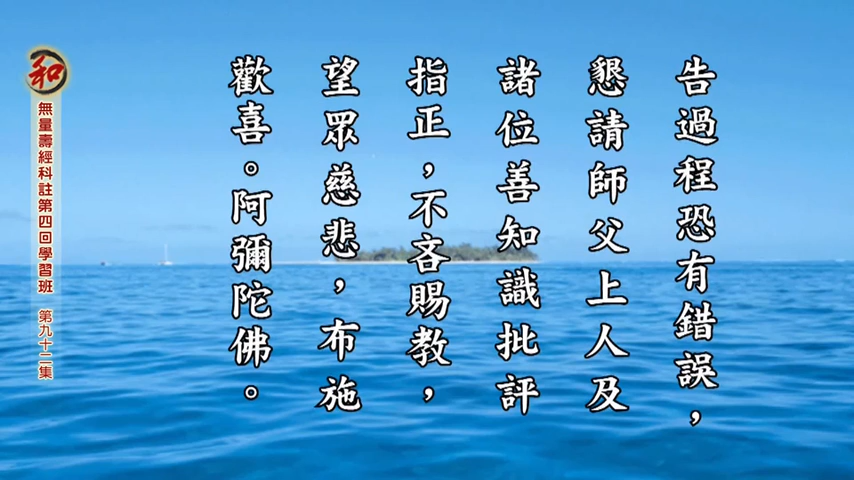 告過程恐有錯誤，
懇請師父上人及
諸位善知識批評
指正，不吝賜教，
望眾慈悲，布施
歡喜。阿彌陀佛。
和
無量壽經科註第四回學習班 第九十二集